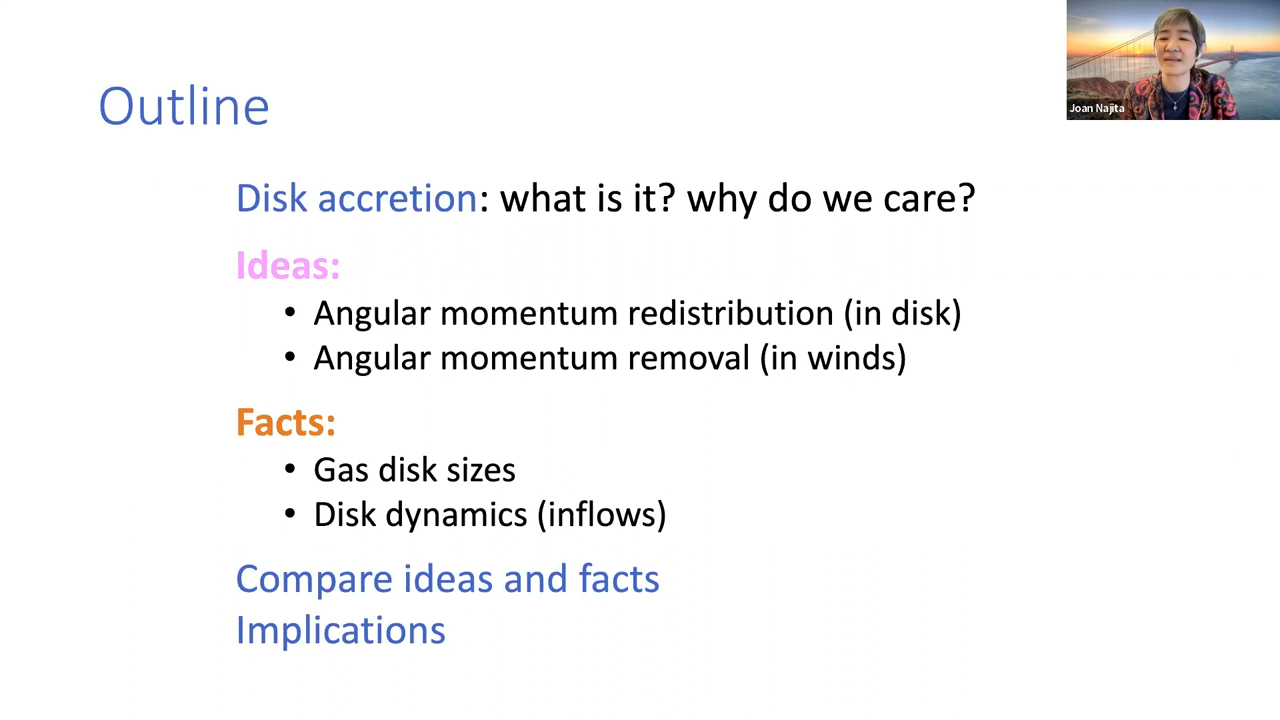 Outline
Joan Najita
Disk accretion: what is it? why do we care?
Ideas:
• Angular momentum redistribution (in disk)
• Angular momentum removal (in winds)
Facts:
• Gas disk sizes
• Disk dynamics (inflows)
Compare ideas and facts
Implications